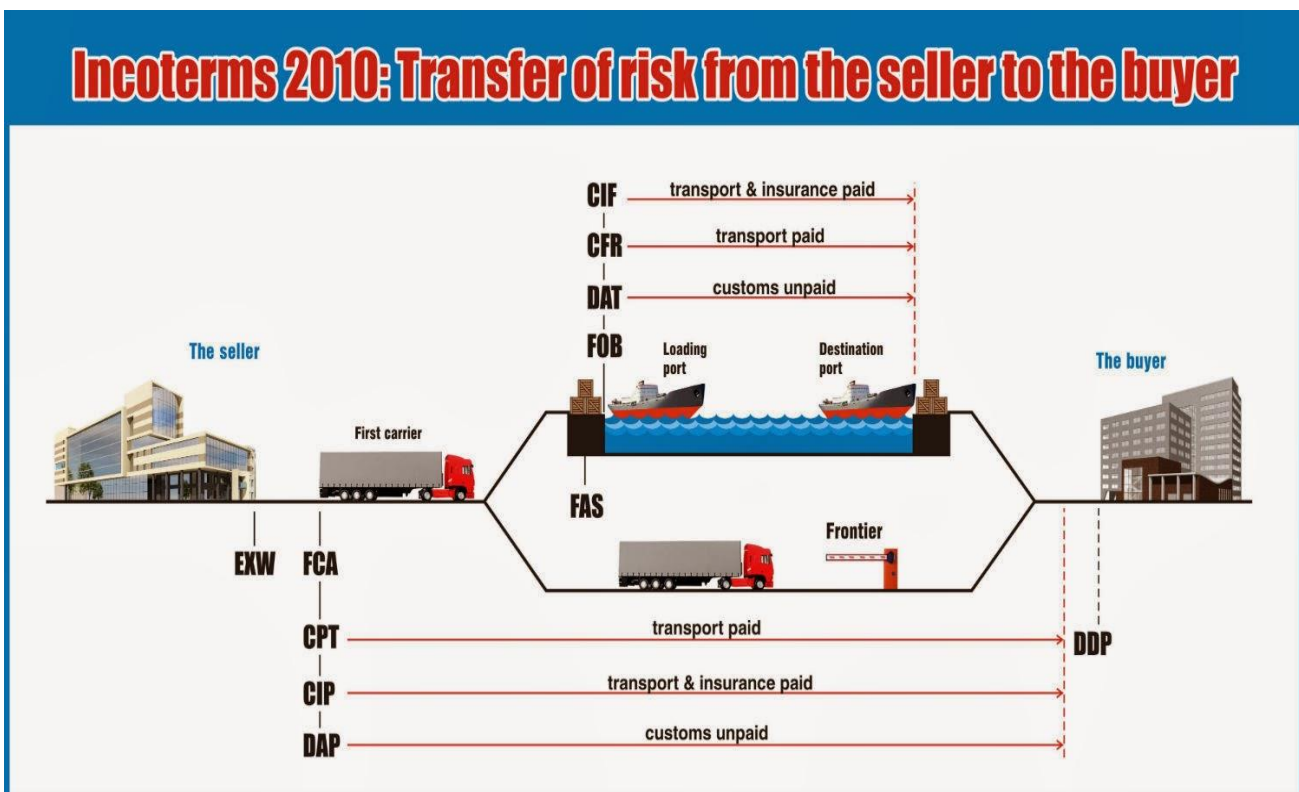 Incoterms 2010: Transfer of risk from the seller to the buyer
CIF
transport & insurance paid
CFR
transport paid
DAT
customs unpaid
FOB
Loading
port
Destination
port
The seller
The buyer
First carrier
FAS
Frontier
EXW
FCA
CPT
transport paid
DDP
CIP
transport & insurance paid
DAP
customs unpaid